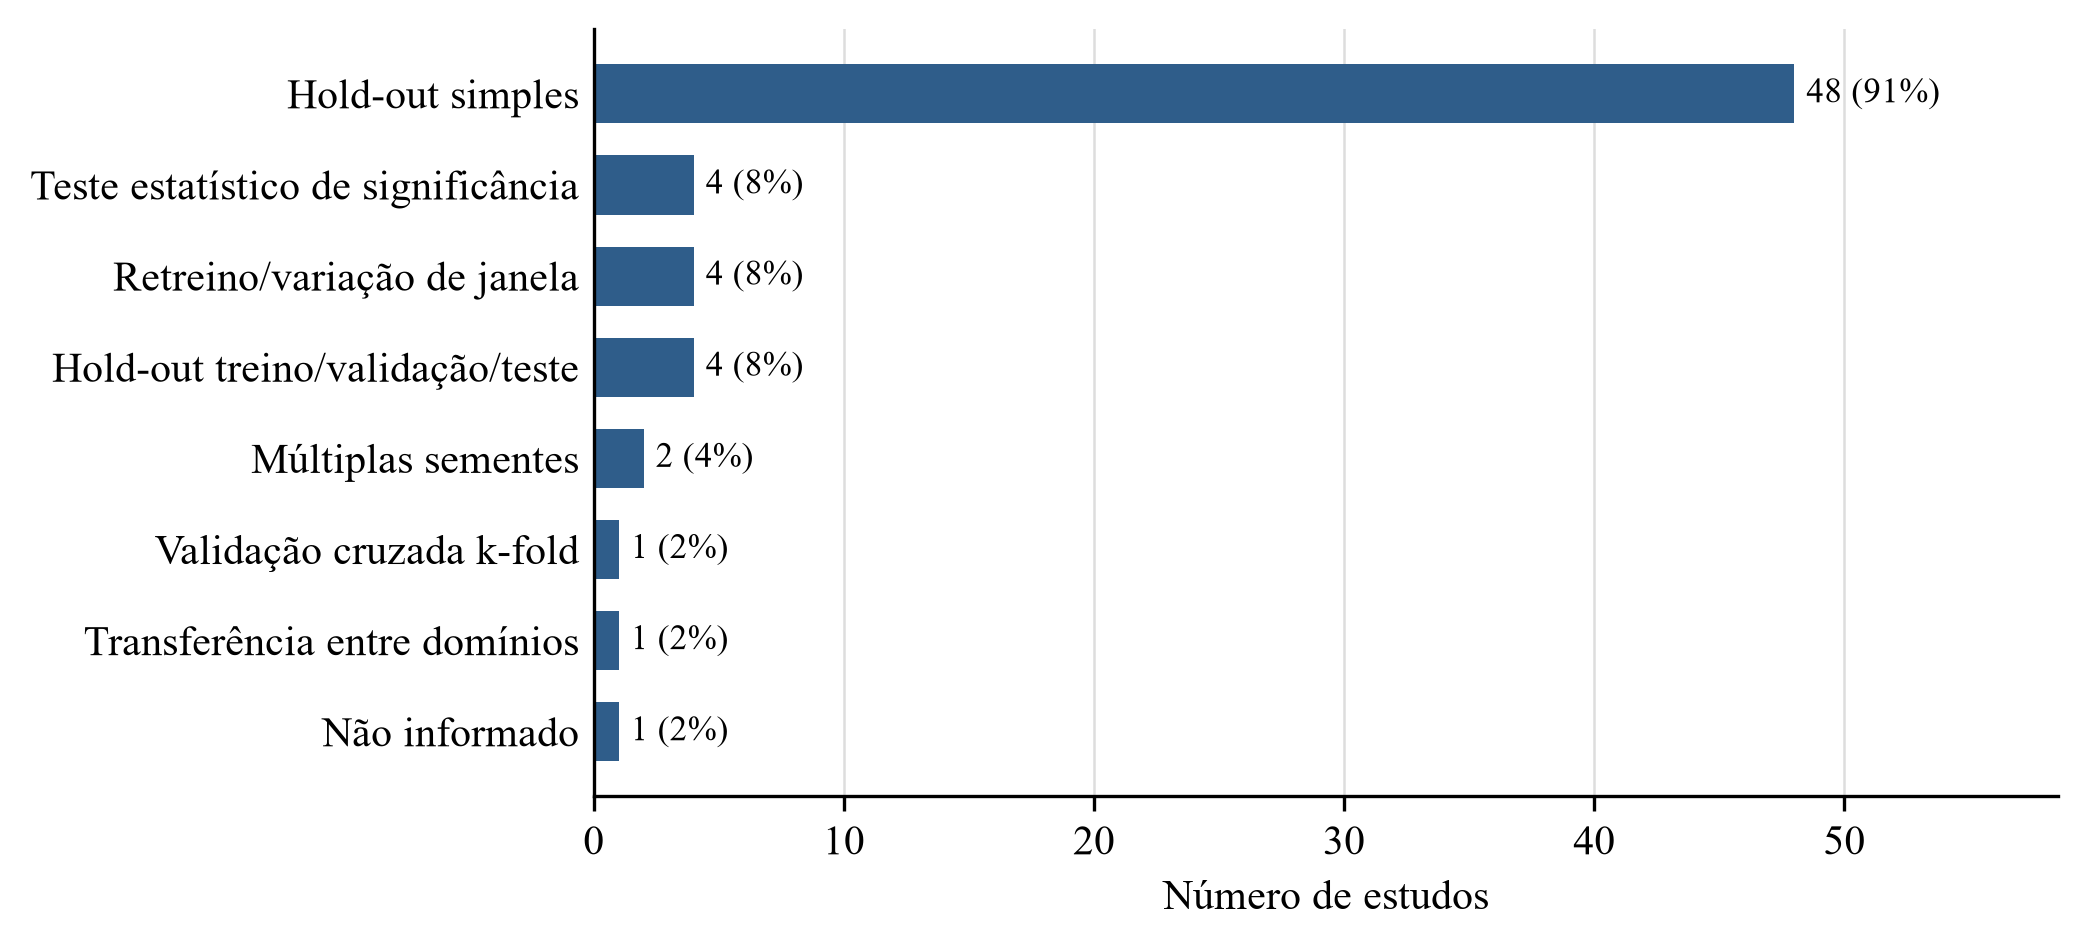 Hold-out simples 48 (91%)
Teste estatístico de significância 4 (8%)
Retreino/variação de janela 4 (8%)
Hold-out treino/validação/teste 4 (8%)
Múltiplas sementes 2 (4%)
Validação cruzada k-fold 1 (2%)
Transferência entre domínios 1 (2%)
Não informado 1 (2%)
0 10 20 30 40 50
Número de estudos